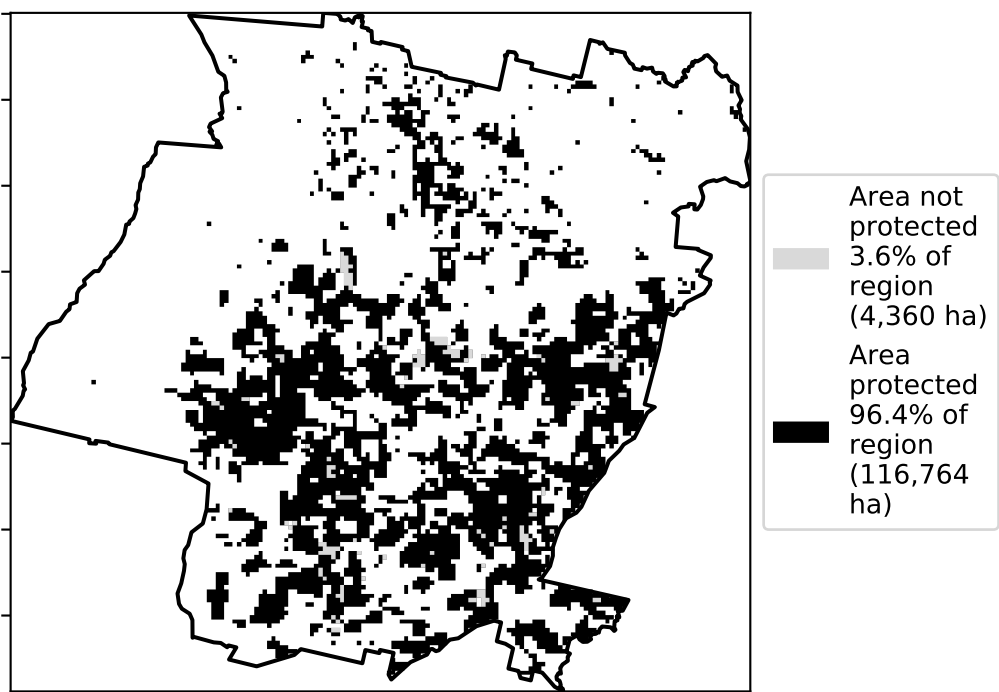 Area not
protected
3.6% of
region
(4,360 ha)
Area
protected
96.4% of
region
(116,764
ha)